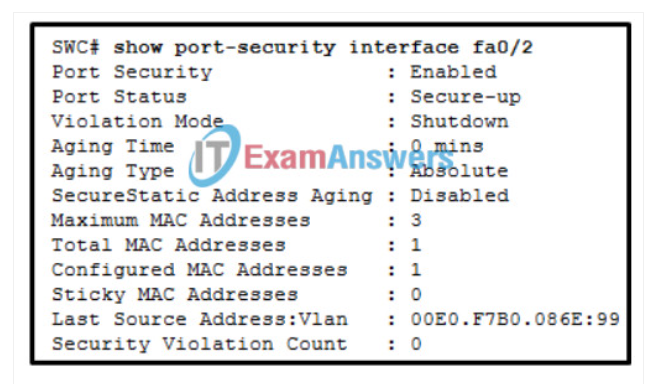 SWC# show port-security interface fa0/2
Port Security : Enabled
Port Status : Secure-up
Violation Mode : Shutdown
Aging Time : 0 mins
Aging Type : Absolute
IT ExamAnswers
SecureStatic Address Aging : Disabled
Maximum MAC Addresses : 3
Total MAC Addresses : 1
Configured MAC Addresses : 1
Sticky MAC Addresses : 0
Last Source Address:Vlan : 00E0.F7B0.086E:99
Security Violation Count : 0